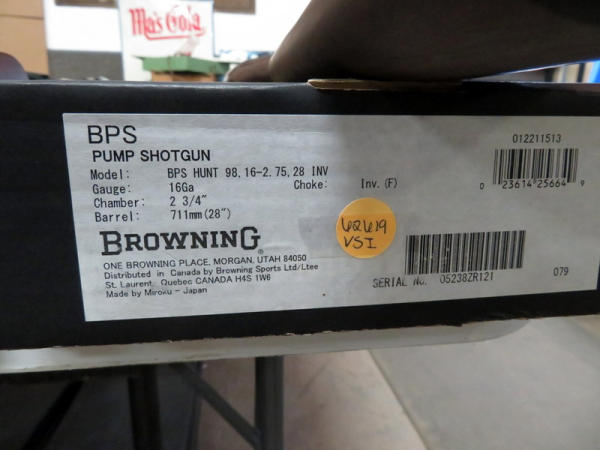 Ma's Cola
BPS
PUMP SHOTGUN
Model: BPS HUNT 98,16-2.75,28 INV
Gauge: 16Ga Choke: Inv.(F)
Chamber: 2 3/4"
Barrel: 711mm(28")
BROWNING
ONE BROWNING PLACE, MORGAN, UTAH 84050
Distributed in Canada by Browning Sports Ltd/Ltee
St. Laurent, Quebec CANADA H4S 1W6
Made by Miroku - Japan
62619
VSI
012211513
0 23614 25664 9
SERIAL No. 05238ZR121
079